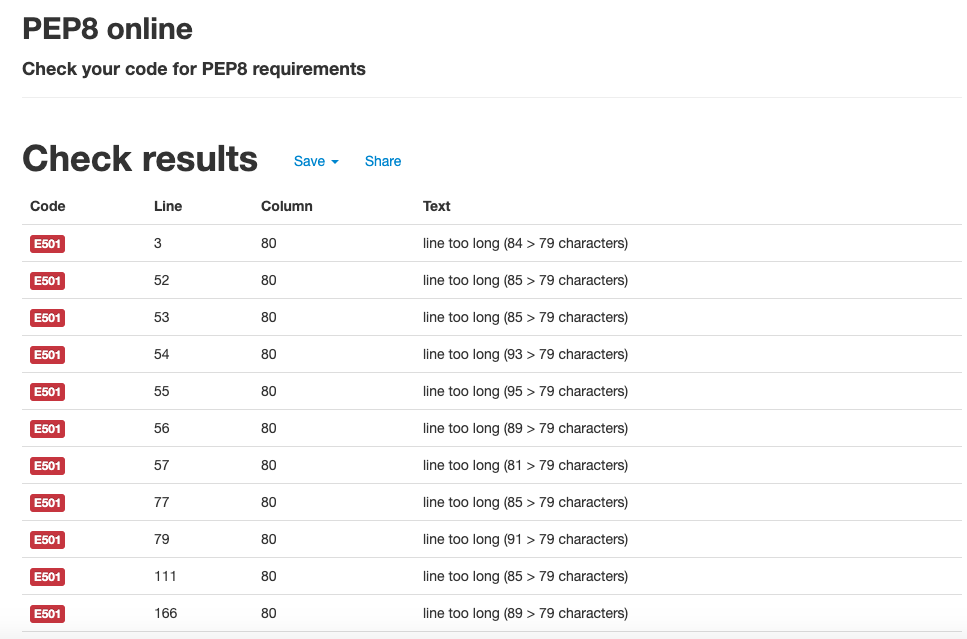 PEP8 online
Check your code for PEP8 requirements
Check results Save Share
Code Line Column Text
E501 3 80 line too long (84 > 79 characters)
E501 52 80 line too long (85 > 79 characters)
E501 53 80 line too long (85 > 79 characters)
E501 54 80 line too long (93 > 79 characters)
E501 55 80 line too long (95 > 79 characters)
E501 56 80 line too long (89 > 79 characters)
E501 57 80 line too long (81 > 79 characters)
E501 77 80 line too long (85 > 79 characters)
E501 79 80 line too long (91 > 79 characters)
E501 111 80 line too long (85 > 79 characters)
E501 166 80 line too long (89 > 79 characters)